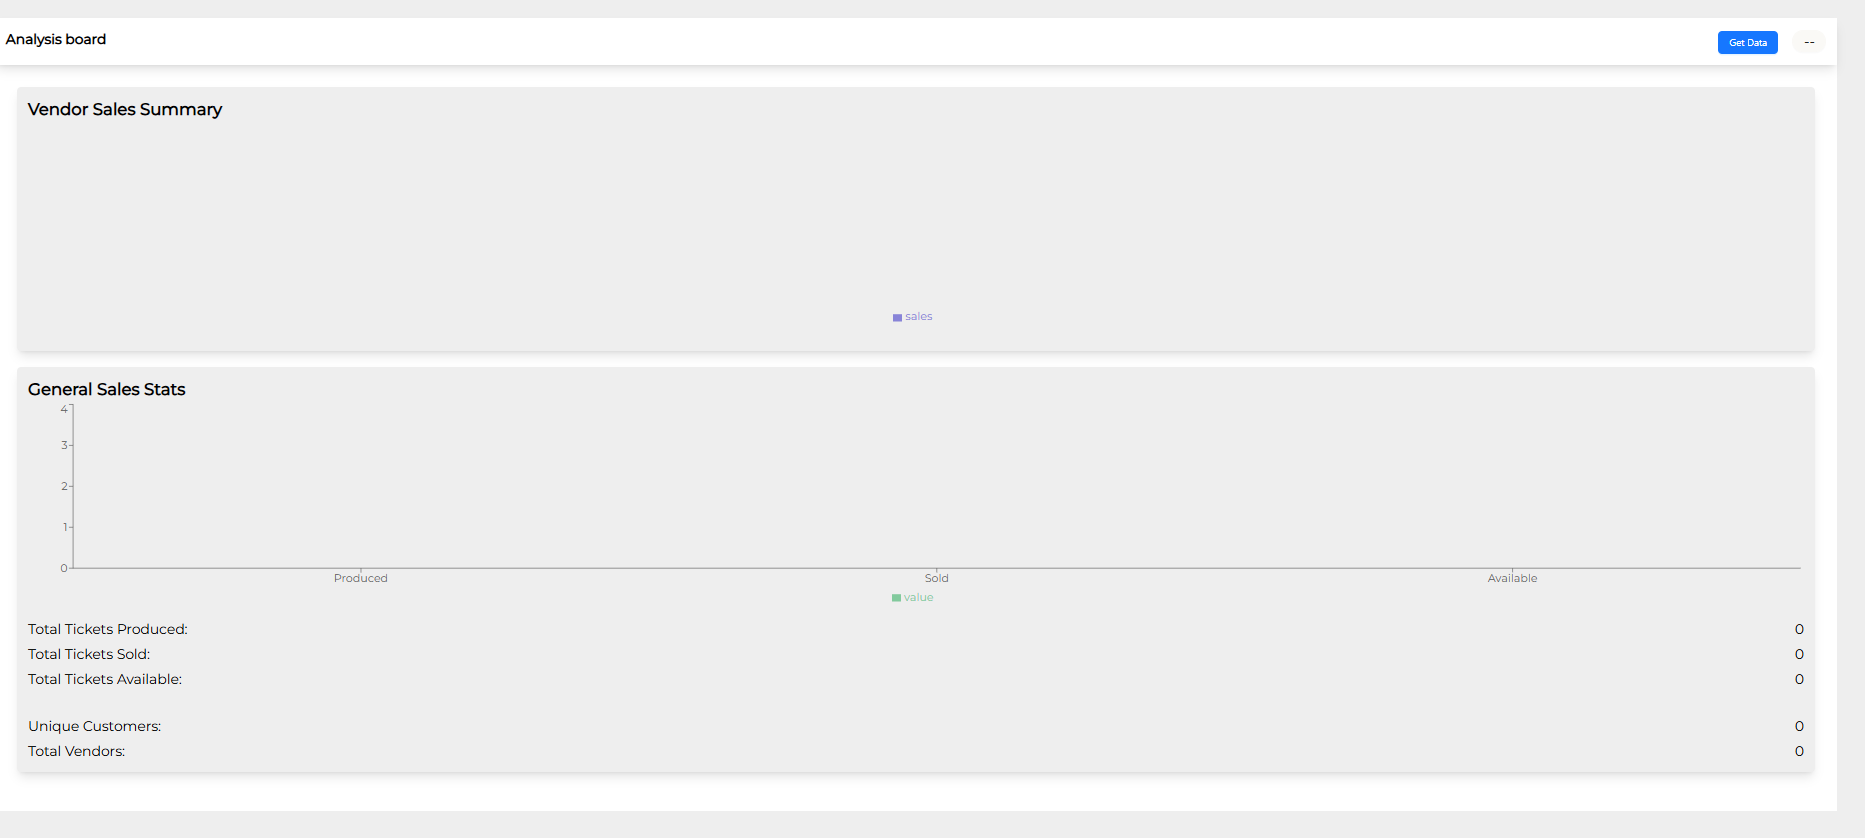 Analysis board
Get Data
--
Vendor Sales Summary
sales
General Sales Stats
4
3
2
1
0
Produced Sold Available
value
Total Tickets Produced: 0
Total Tickets Sold: 0
Total Tickets Available: 0
Unique Customers: 0
Total Vendors: 0